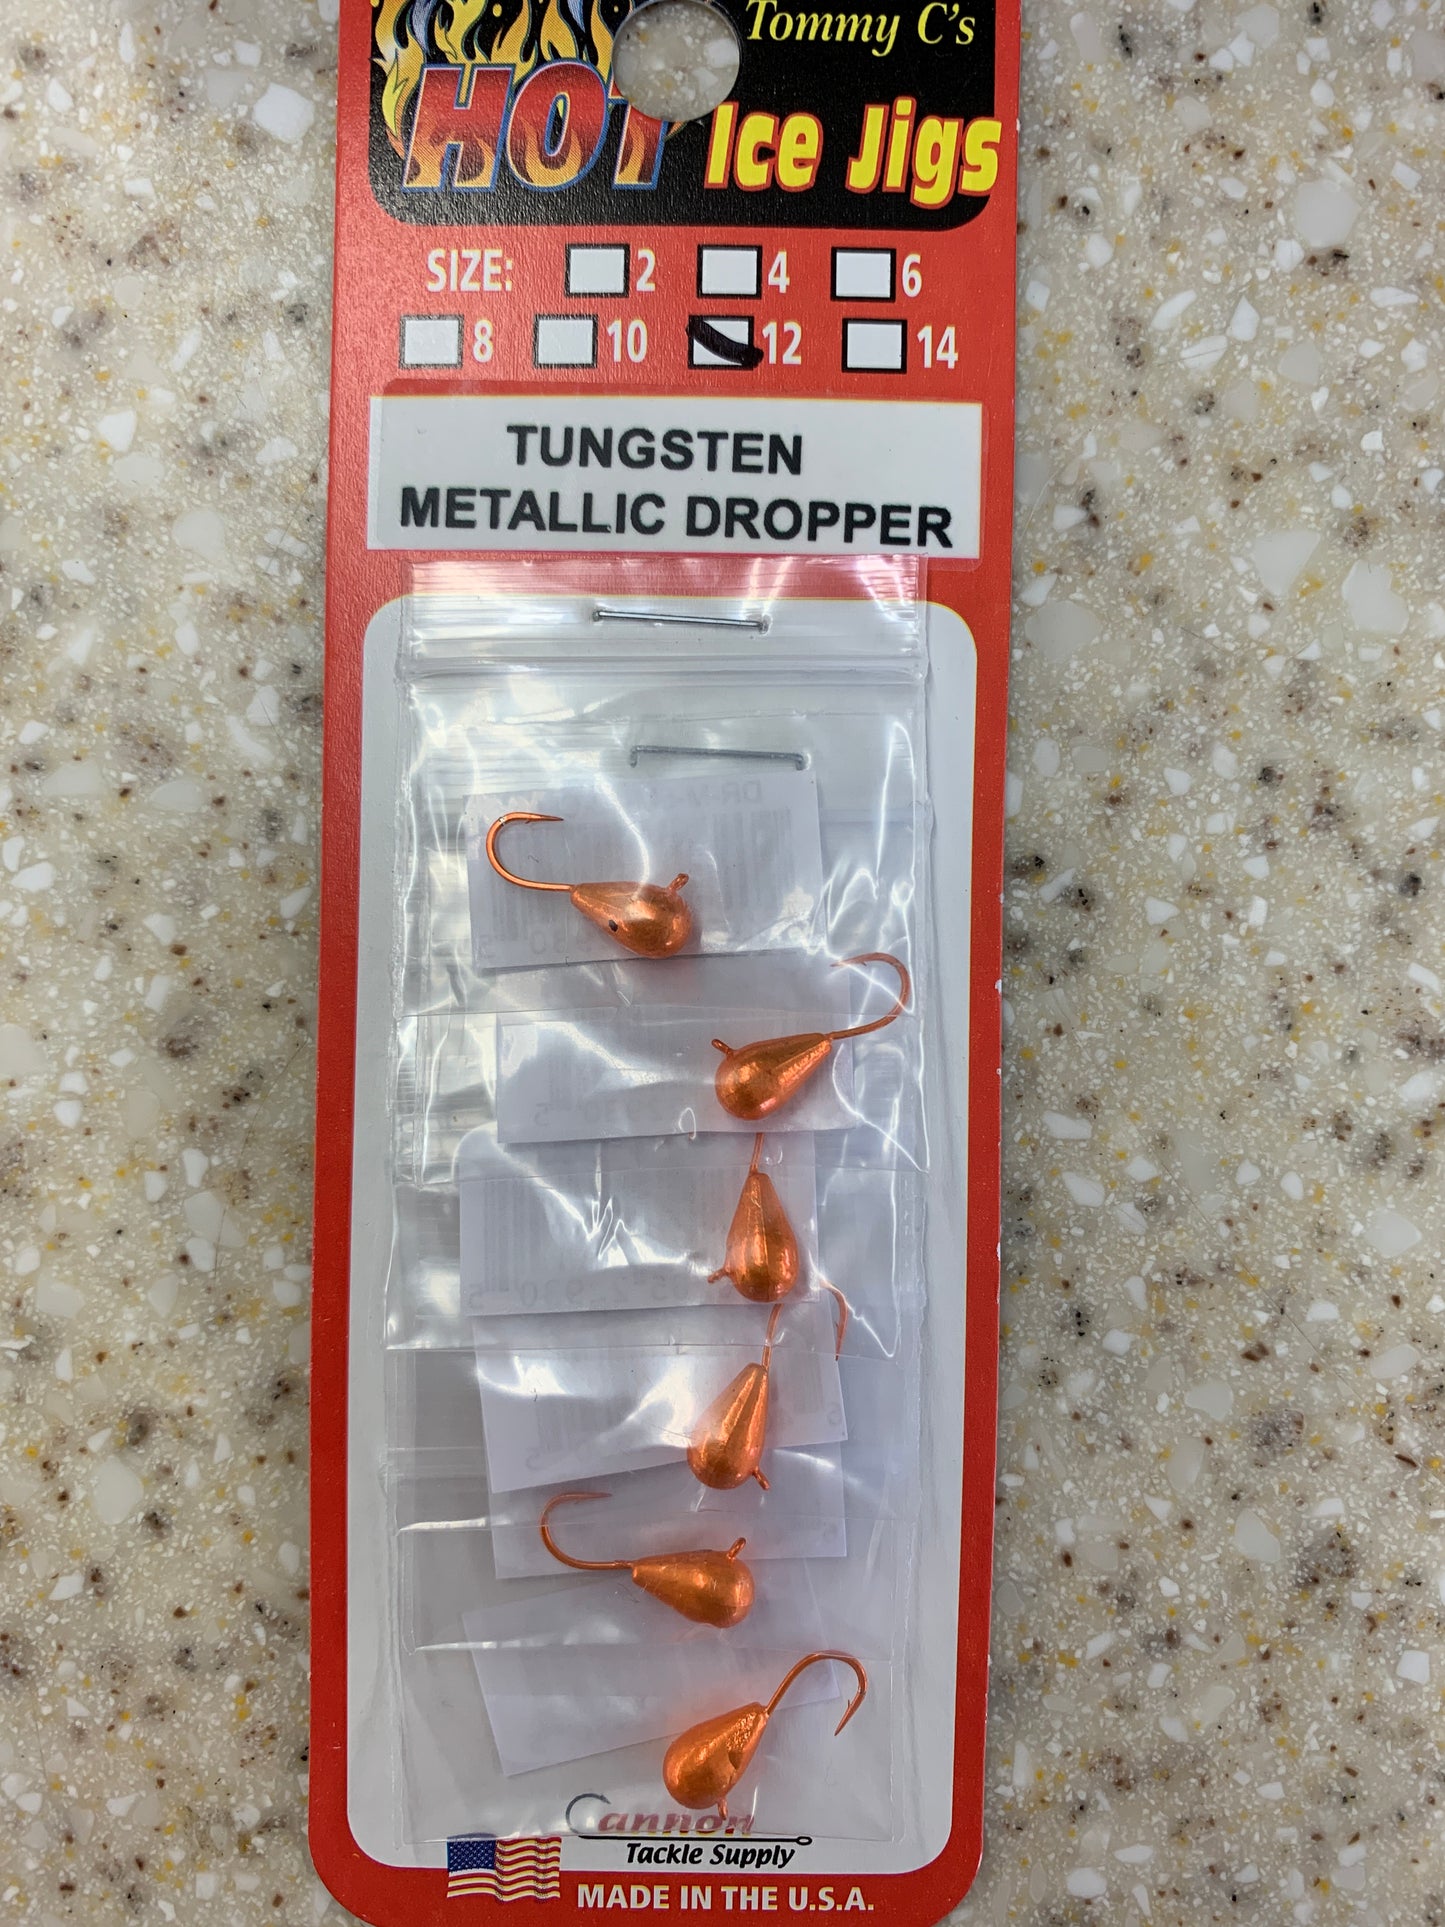 Tommy C's
HOT Ice Jigs
SIZE: 2 4 6
8 10 12 14
TUNGSTEN
METALLIC DROPPER
Cannon
Tackle Supply
MADE IN THE U.S.A.